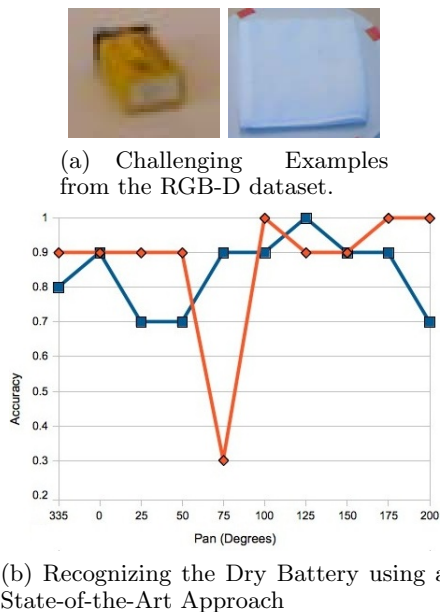 (a) Challenging Examples
from the RGB-D dataset.
1
0.9
0.8
0.7
0.6
0.5
0.4
0.3
0.2
Accuracy
335 0 25 50 75 100 125 150 175 200
Pan (Degrees)
(b) Recognizing the Dry Battery using a
State-of-the-Art Approach